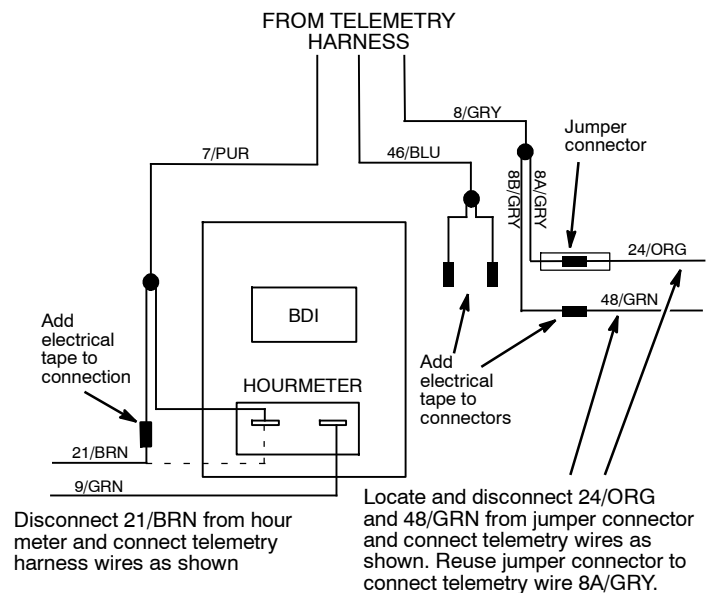 FROM TELEMETRY
HARNESS
8/GRY
Jumper
connector
7/PUR
46/BLU
8B/GRY
8A/GRY
24/ORG
48/GRN
BDI
Add
electrical
tape to
connection
Add
electrical
tape to
connectors
HOURMETER
21/BRN
9/GRN
Disconnect 21/BRN from hour
meter and connect telemetry
harness wires as shown
Locate and disconnect 24/ORG
and 48/GRN from jumper connector
and connect telemetry wires as
shown. Reuse jumper connector to
connect telemetry wire 8A/GRY.